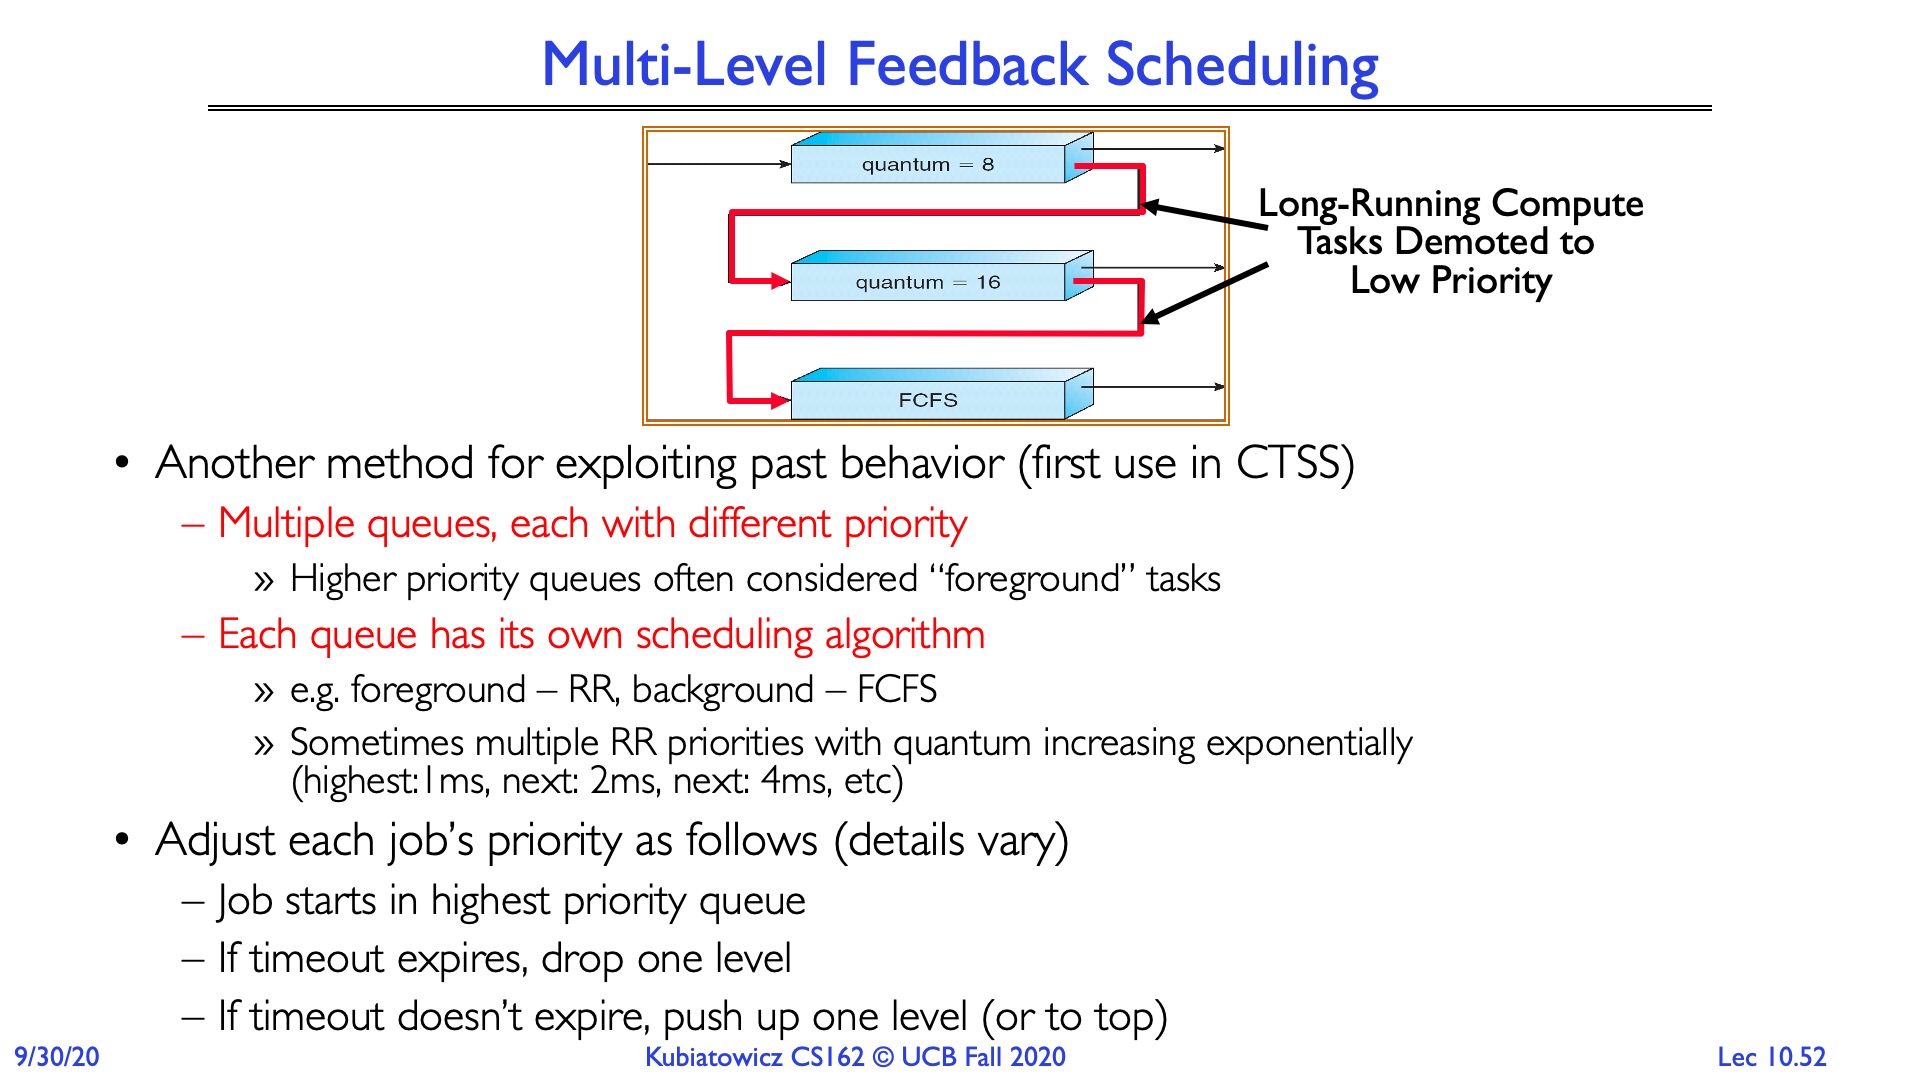 Multi-Level Feedback Scheduling
quantum = 8
Long-Running Compute
Tasks Demoted to
Low Priority
quantum = 16
FCFS
• Another method for exploiting past behavior (first use in CTSS)
– Multiple queues, each with different priority
» Higher priority queues often considered “foreground” tasks
– Each queue has its own scheduling algorithm
» e.g. foreground – RR, background – FCFS
» Sometimes multiple RR priorities with quantum increasing exponentially
(highest:1ms, next: 2ms, next: 4ms, etc)
• Adjust each job’s priority as follows (details vary)
– Job starts in highest priority queue
– If timeout expires, drop one level
– If timeout doesn’t expire, push up one level (or to top)
9/30/20
Kubiatowicz CS162 © UCB Fall 2020
Lec 10.52